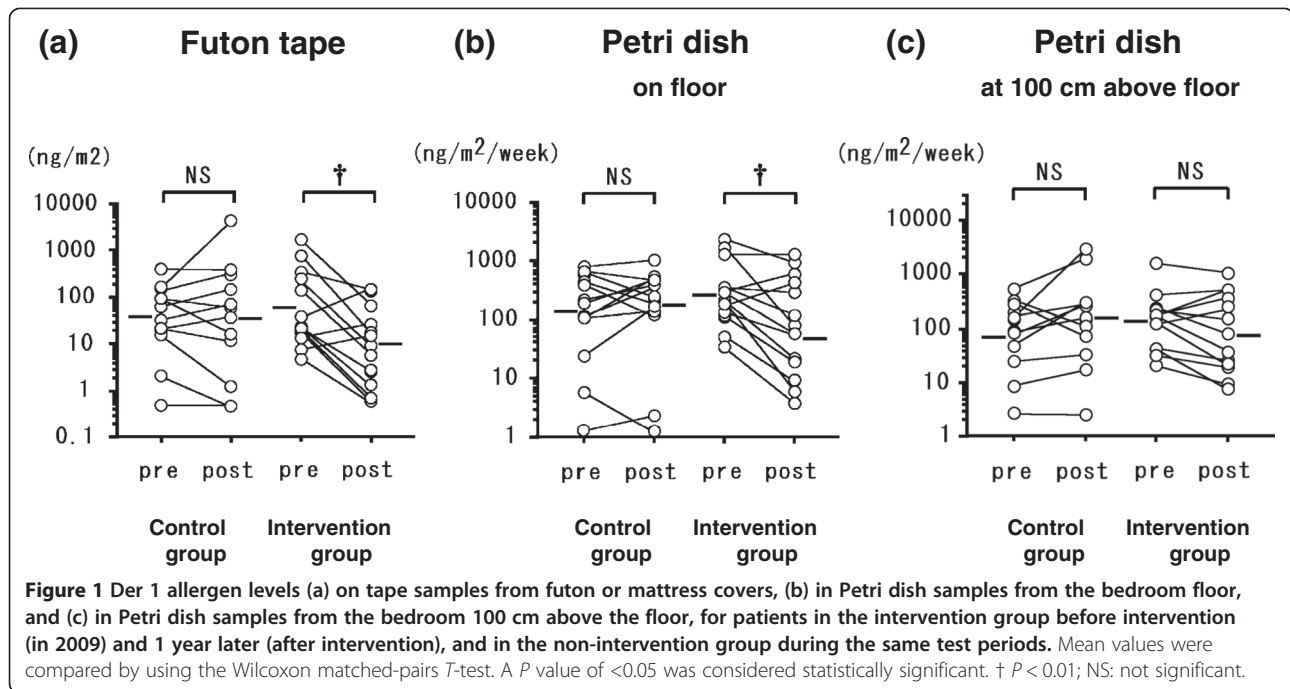 (a) Futon tape
(b) Petri dish
on floor
(c) Petri dish
at 100 cm above floor
(ng/m2)
NS
†
10000
1000
100
10
1
0.1
pre post pre post
Control group
Intervention group
(ng/m²/week)
NS
†
10000
1000
100
10
1
pre post pre post
Control group
Intervention group
(ng/m²/week)
NS
NS
10000
1000
100
10
1
pre post pre post
Control group
Intervention group
Figure 1 Der 1 allergen levels (a) on tape samples from futon or mattress covers, (b) in Petri dish samples from the bedroom floor,
and (c) in Petri dish samples from the bedroom 100 cm above the floor, for patients in the intervention group before intervention
(in 2009) and 1 year later (after intervention), and in the non-intervention group during the same test periods. Mean values were
compared by using the Wilcoxon matched-pairs T-test. A P value of <0.05 was considered statistically significant. † P < 0.01; NS: not significant.